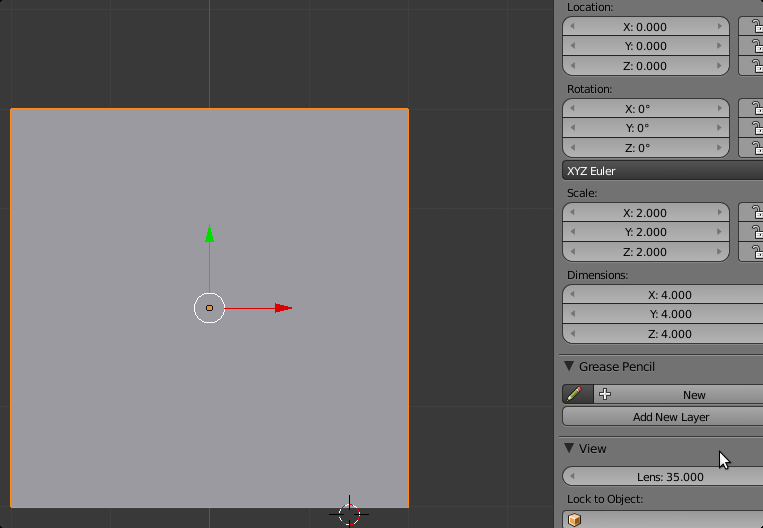 Location:
X: 0.000
Y: 0.000
Z: 0.000
Rotation:
X: 0°
Y: 0°
Z: 0°
XYZ Euler
Scale:
X: 2.000
Y: 2.000
Z: 2.000
Dimensions:
X: 4.000
Y: 4.000
Z: 4.000
Grease Pencil
New
Add New Layer
View
Lens: 35.000
Lock to Object: